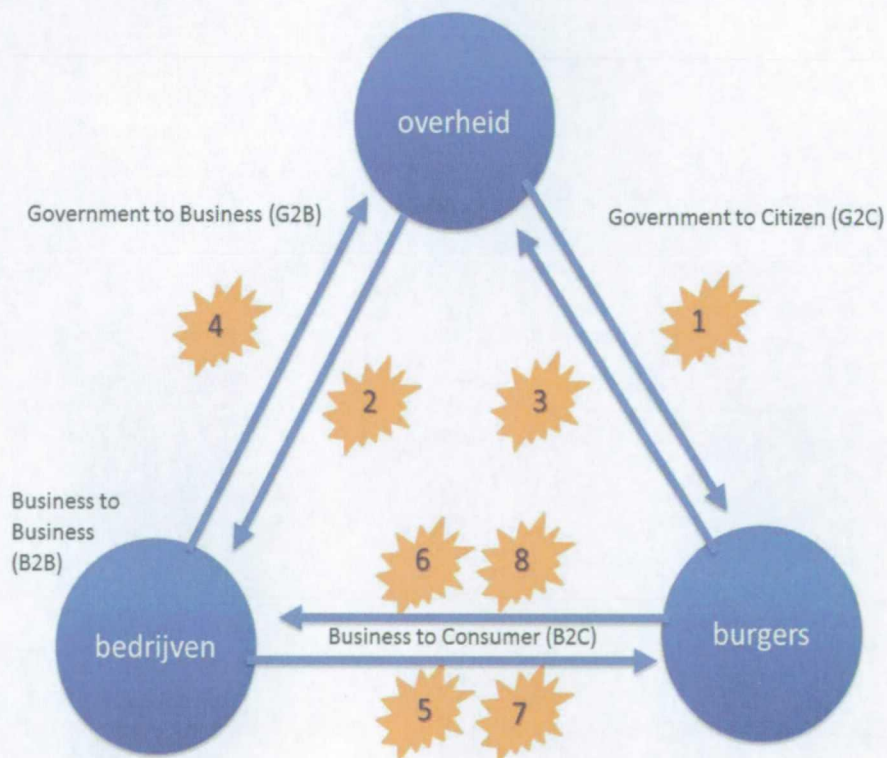 overheid
Government to Business (G2B)
Government to Citizen (G2C)
4
1
2
3
Business to
Business
(B2B)
6
8
bedrijven
Business to Consumer (B2C)
burgers
5
7